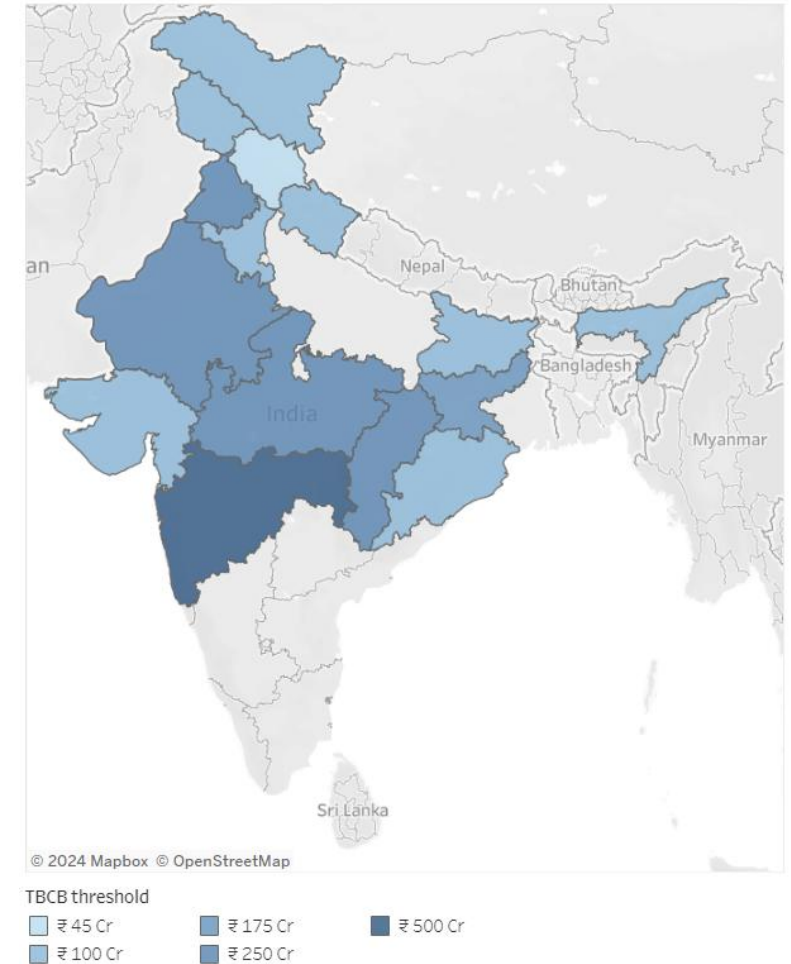 an
Nepal
Bhutan
Bangladesh
India
Myanmar
Sri Lanka
© 2024 Mapbox © OpenStreetMap
TBCB threshold
₹ 45 Cr
₹ 175 Cr
₹ 500 Cr
₹ 100 Cr
₹ 250 Cr